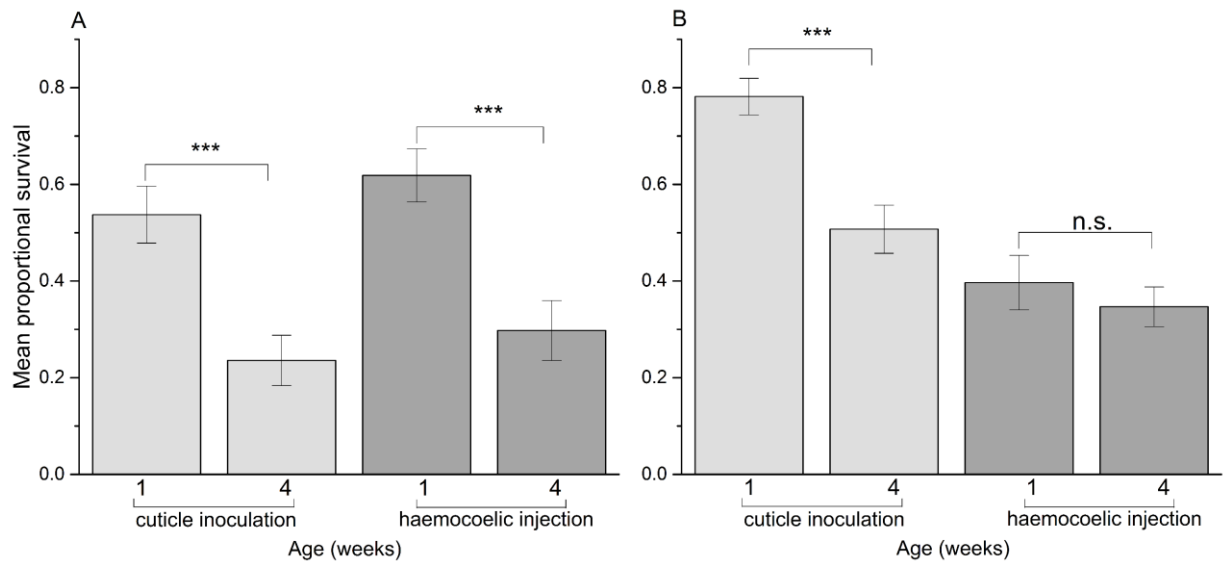 A
Mean proportional survival
0.8
0.6
0.4
0.2
0.0
***
***
1 4 1 4
cuticle inoculation haemocoelic injection
Age (weeks)
B
0.8
0.6
0.4
0.2
0.0
***
n.s.
1 4 1 4
cuticle inoculation haemocoelic injection
Age (weeks)